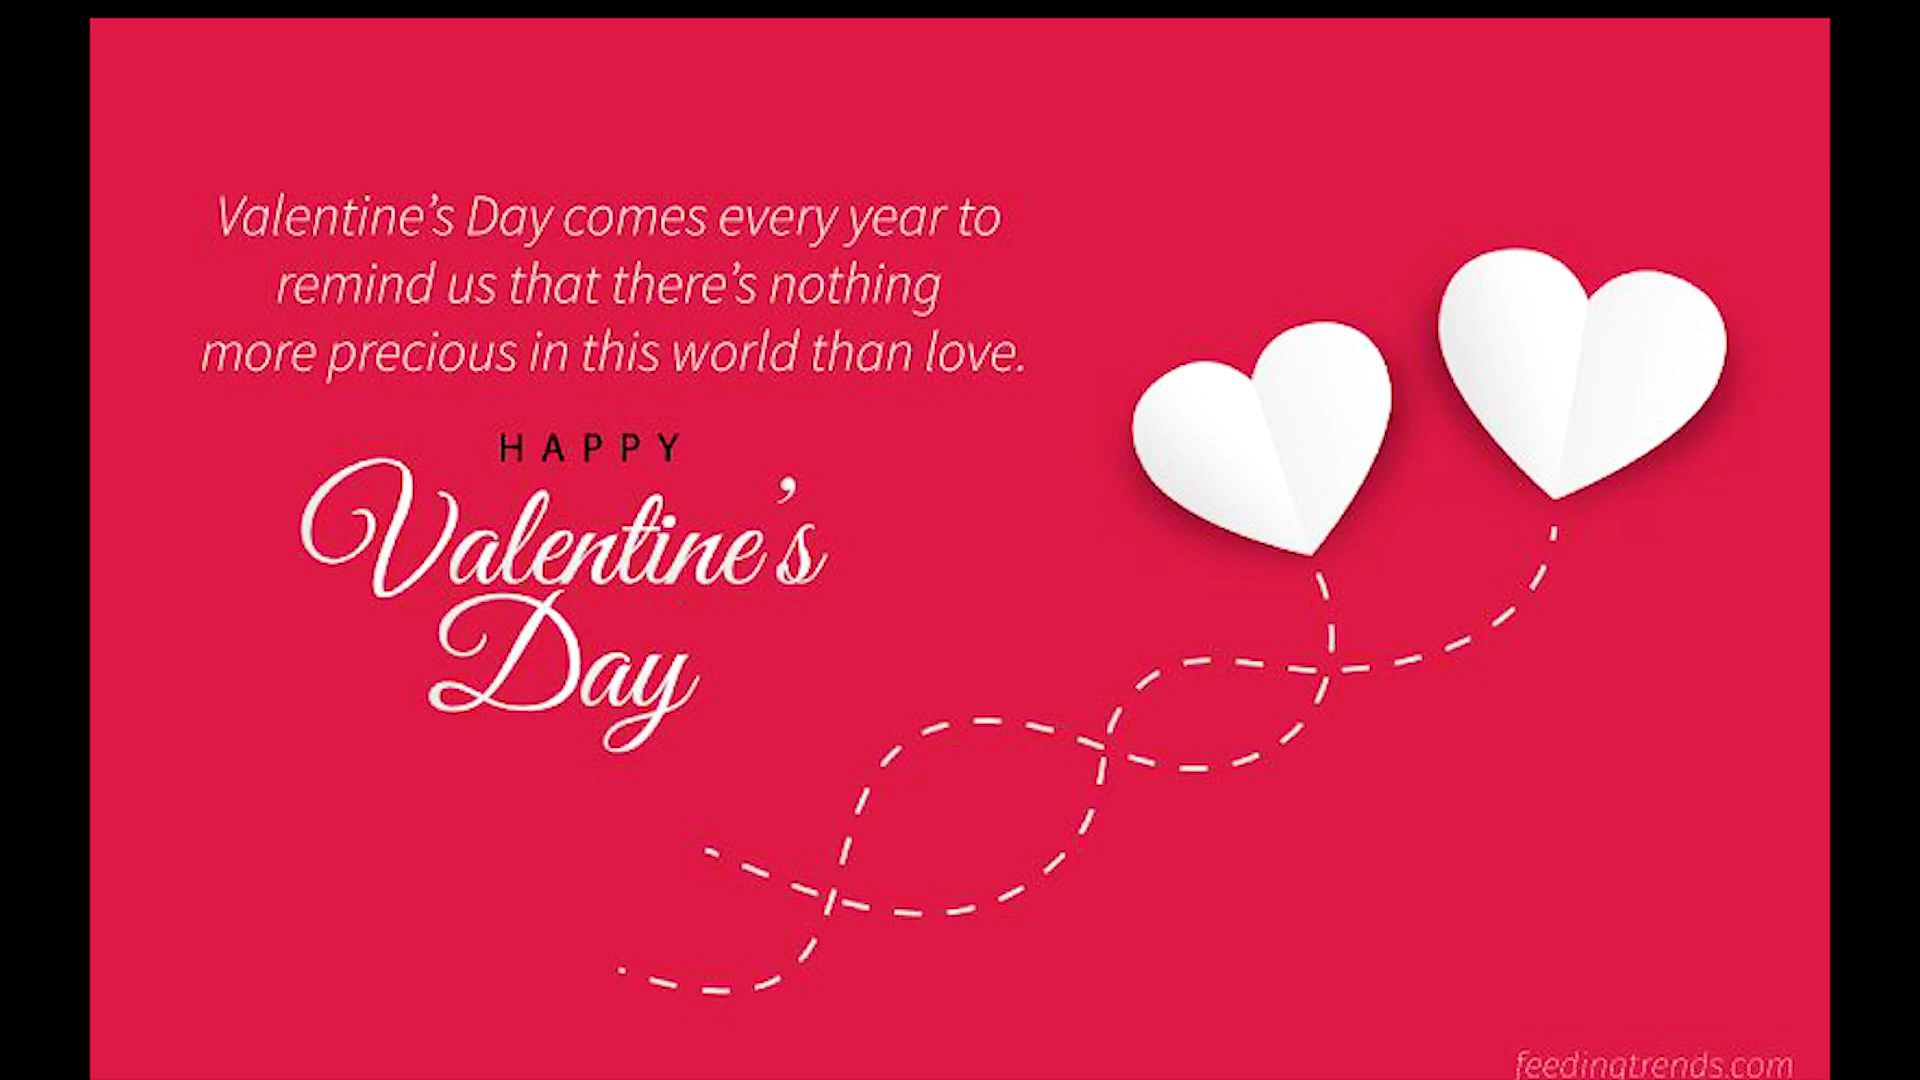 Valentine’s Day comes every year to
remind us that there’s nothing
more precious in this world than love.
HAPPY
Valentine’s
Day
feedingtrends.com